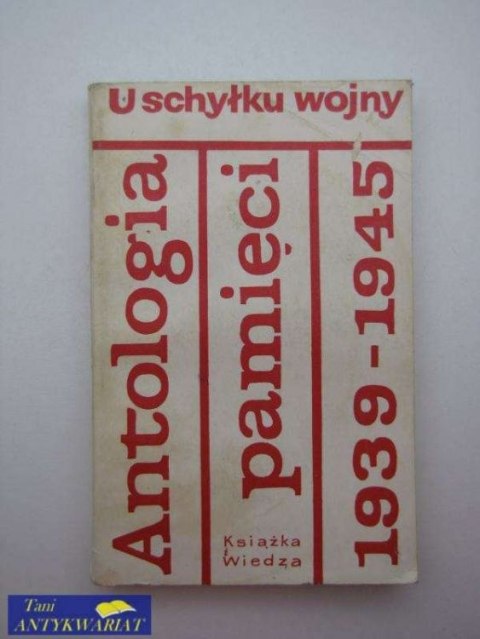 U schyłku wojny
Antologia
pamięci
1939-1945
Książka
i
Wiedza
Tani
ANTYKWARIAT